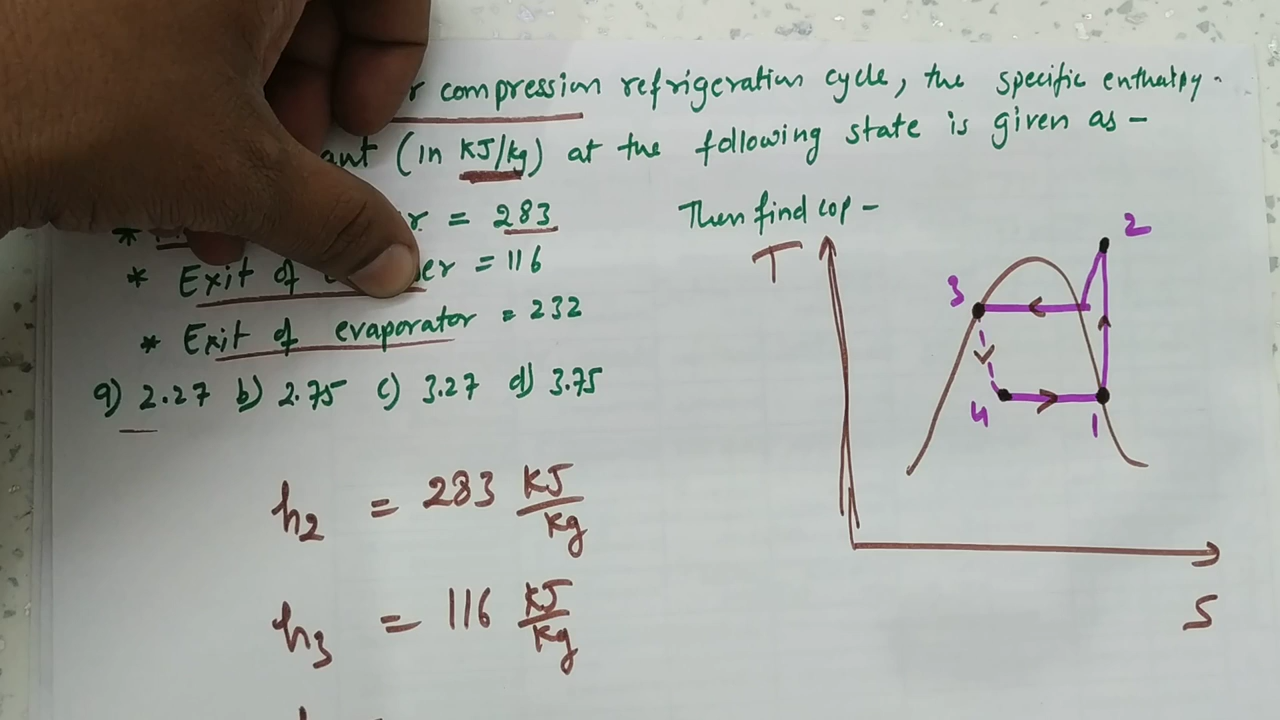 r compression refrigeration cycle, the specific enthalpy.
ant (in KJ/kg) at the following state is given as -
= 283
* Exit of er = 116
* Exit of evaporator = 232
Then find cop -
a) 2.27 b) 2.75 c) 3.27 d) 3.75
T
2
3
4
1
S
h2 = 283 KJ/kg
h3 = 116 KJ/kg